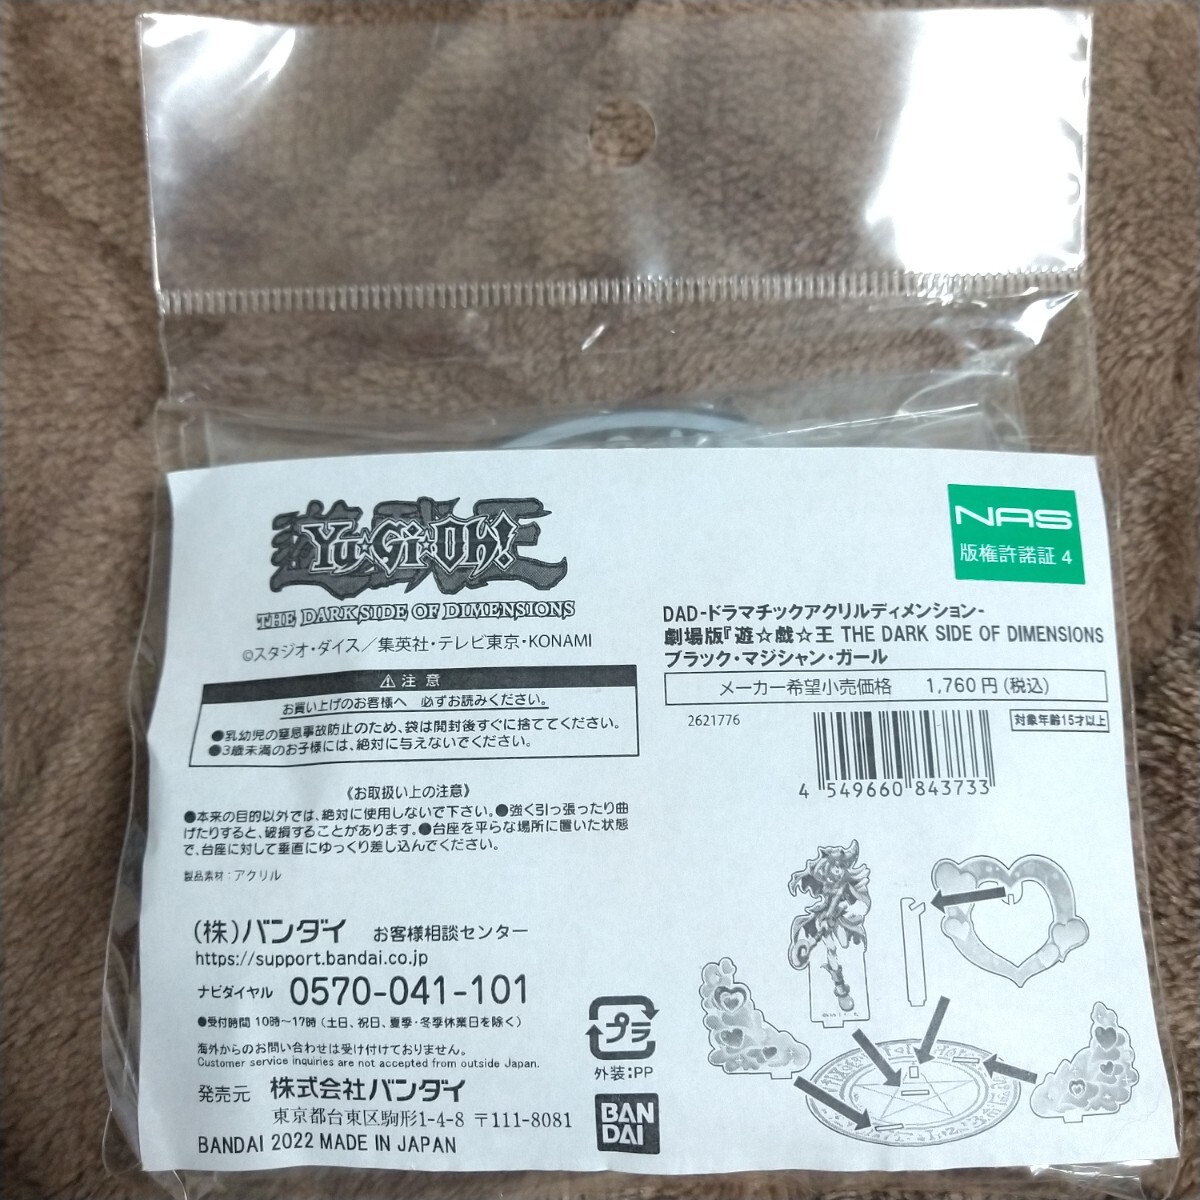 遊戯王
Yu☆Gi☆Oh!
THE DARKSIDE OF DIMENSIONS
©スタジオ・ダイス／集英社・テレビ東京・KONAMI
⚠注意
お買い上げのお客様へ 必ずお読みください。
●乳幼児の窒息事故防止のため、袋は開封後すぐに捨ててください。
●3歳未満のお子様には、絶対に与えないでください。
《お取扱い上の注意》
●本来の目的以外では、絶対に使用しないで下さい。●強く引っ張ったり曲
げたりすると、破損することがあります。●台座を平らな場所に置いた状態
で、台座に対して垂直にゆっくり差し込んでください。
製品素材：アクリル
(株)バンダイ お客様相談センター
https://support.bandai.co.jp
ナビダイヤル 0570-041-101
●受付時間 10時～17時（土日、祝日、夏季・冬季休業日を除く）
海外からのお問い合わせは受け付けておりません。
Customer service inquiries are not accepted from outside Japan.
発売元 株式会社バンダイ
東京都台東区駒形1-4-8 〒111-8081
BANDAI 2022 MADE IN JAPAN
プラ
外装：PP
BAN
DAI
NAS
版権許諾証 4
DAD-ドラマチックアクリルディメンション-
劇場版『遊☆戯☆王 THE DARK SIDE OF DIMENSIONS
ブラック・マジシャン・ガール
メーカー希望小売価格 1,760円(税込)
2621776
対象年齢15才以上
4 549660 843733